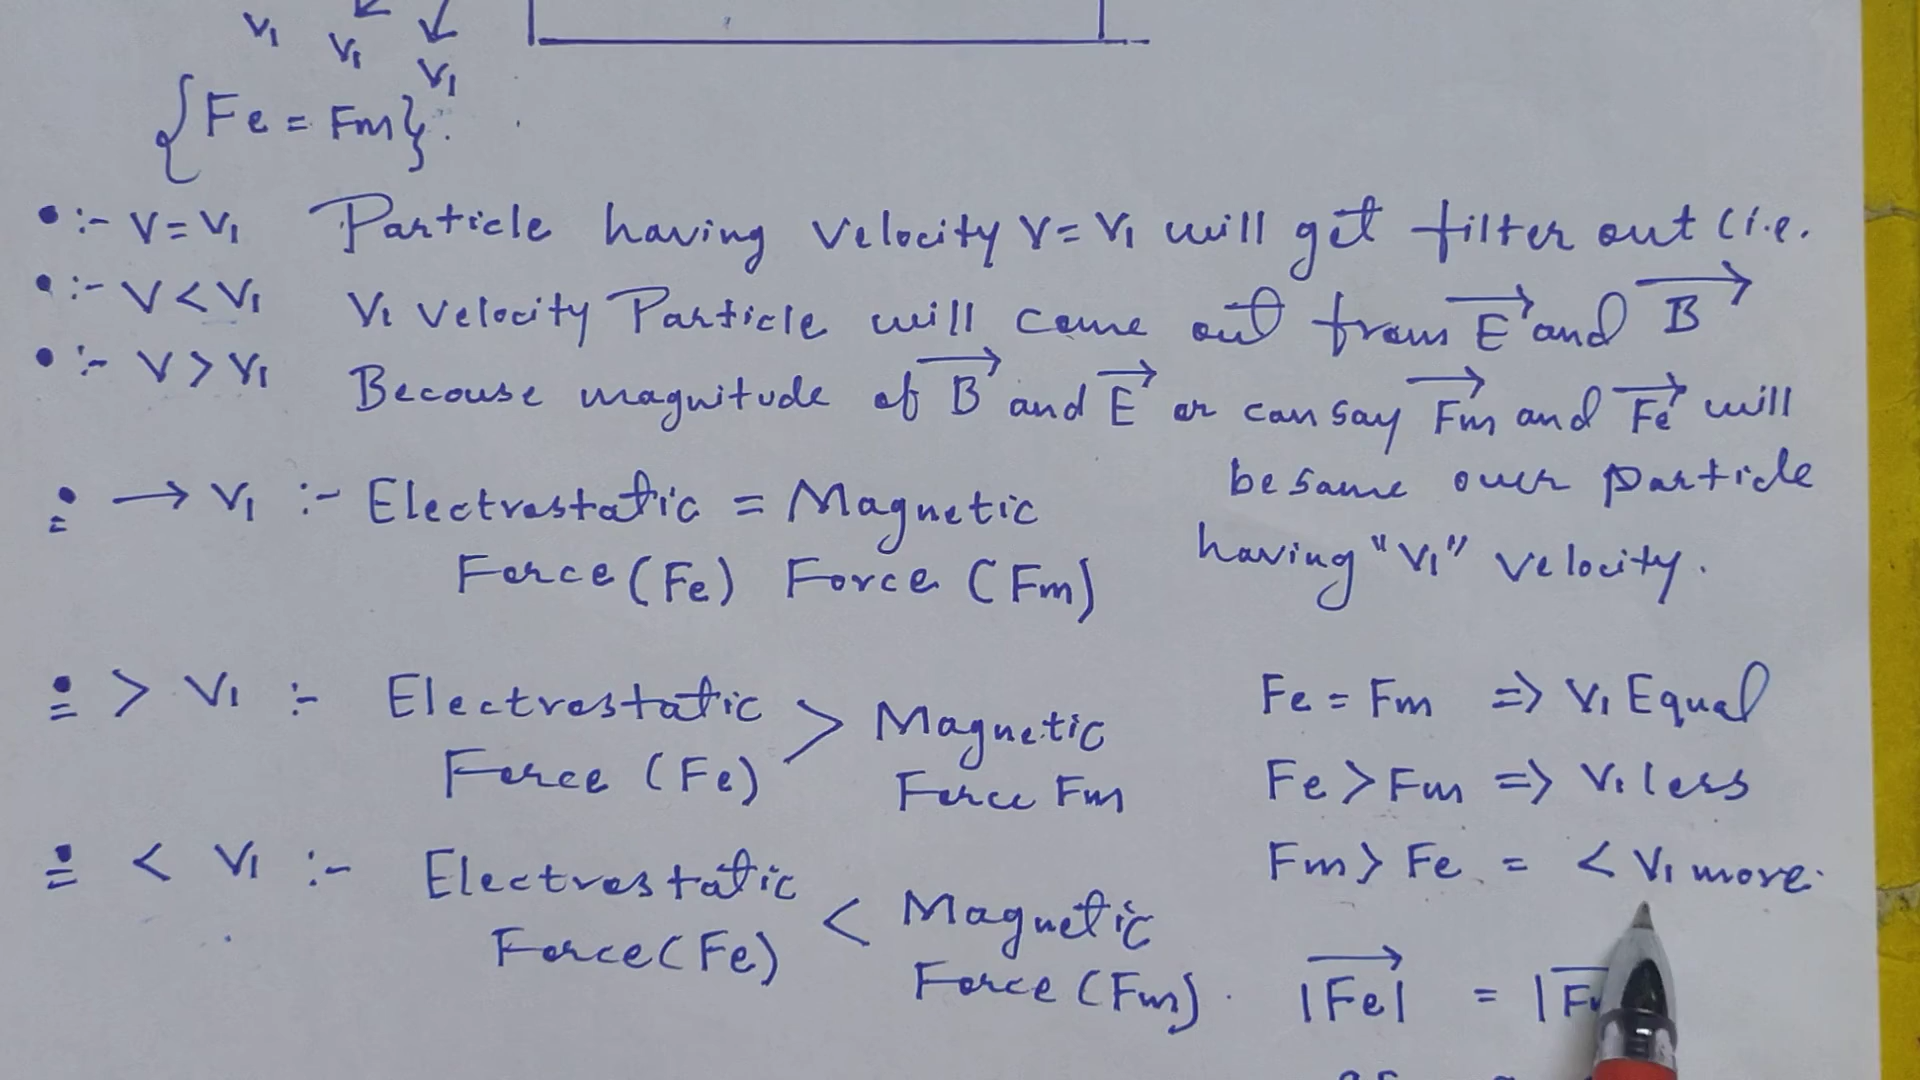 V1 V1 V1
{Fe = Fm}
• :- V = V1 Particle having Velocity V = V1 will get filter out (i.e.
• :- V < V1 V1 Velocity Particle will come out from E and B
• :- V > V1 Becouse magnitude of B and E or can say Fm and Fe will
be same over particle
→ V1 :- Electrostatic = Magnetic
having "V1" Velocity.
Force (Fe) Force (Fm)
> V1 :- Electrostatic > Magnetic
Force (Fe) Force Fm
Fe = Fm => V1 Equal
Fe > Fm => V1 less
< V1 :- Electrostatic < Magnetic
Force (Fe) Force (Fm).
Fm > Fe = < V1 more.
|Fe| =